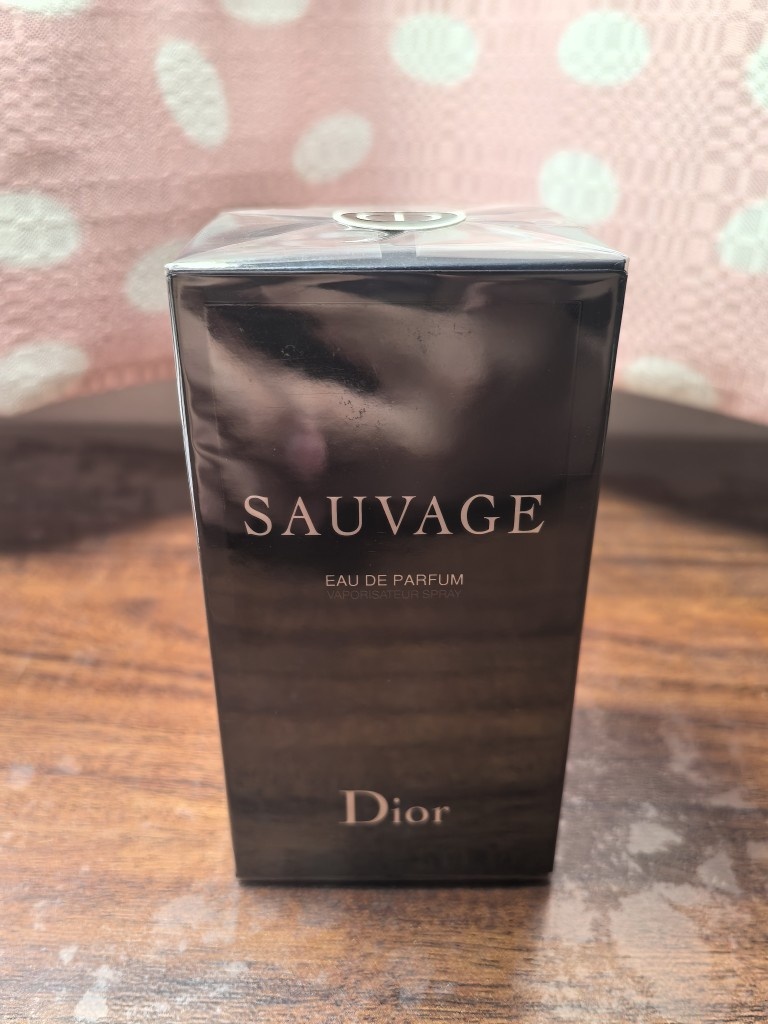 SAUVAGE
EAU DE PARFUM
VAPORISATEUR SPRAY
Dior